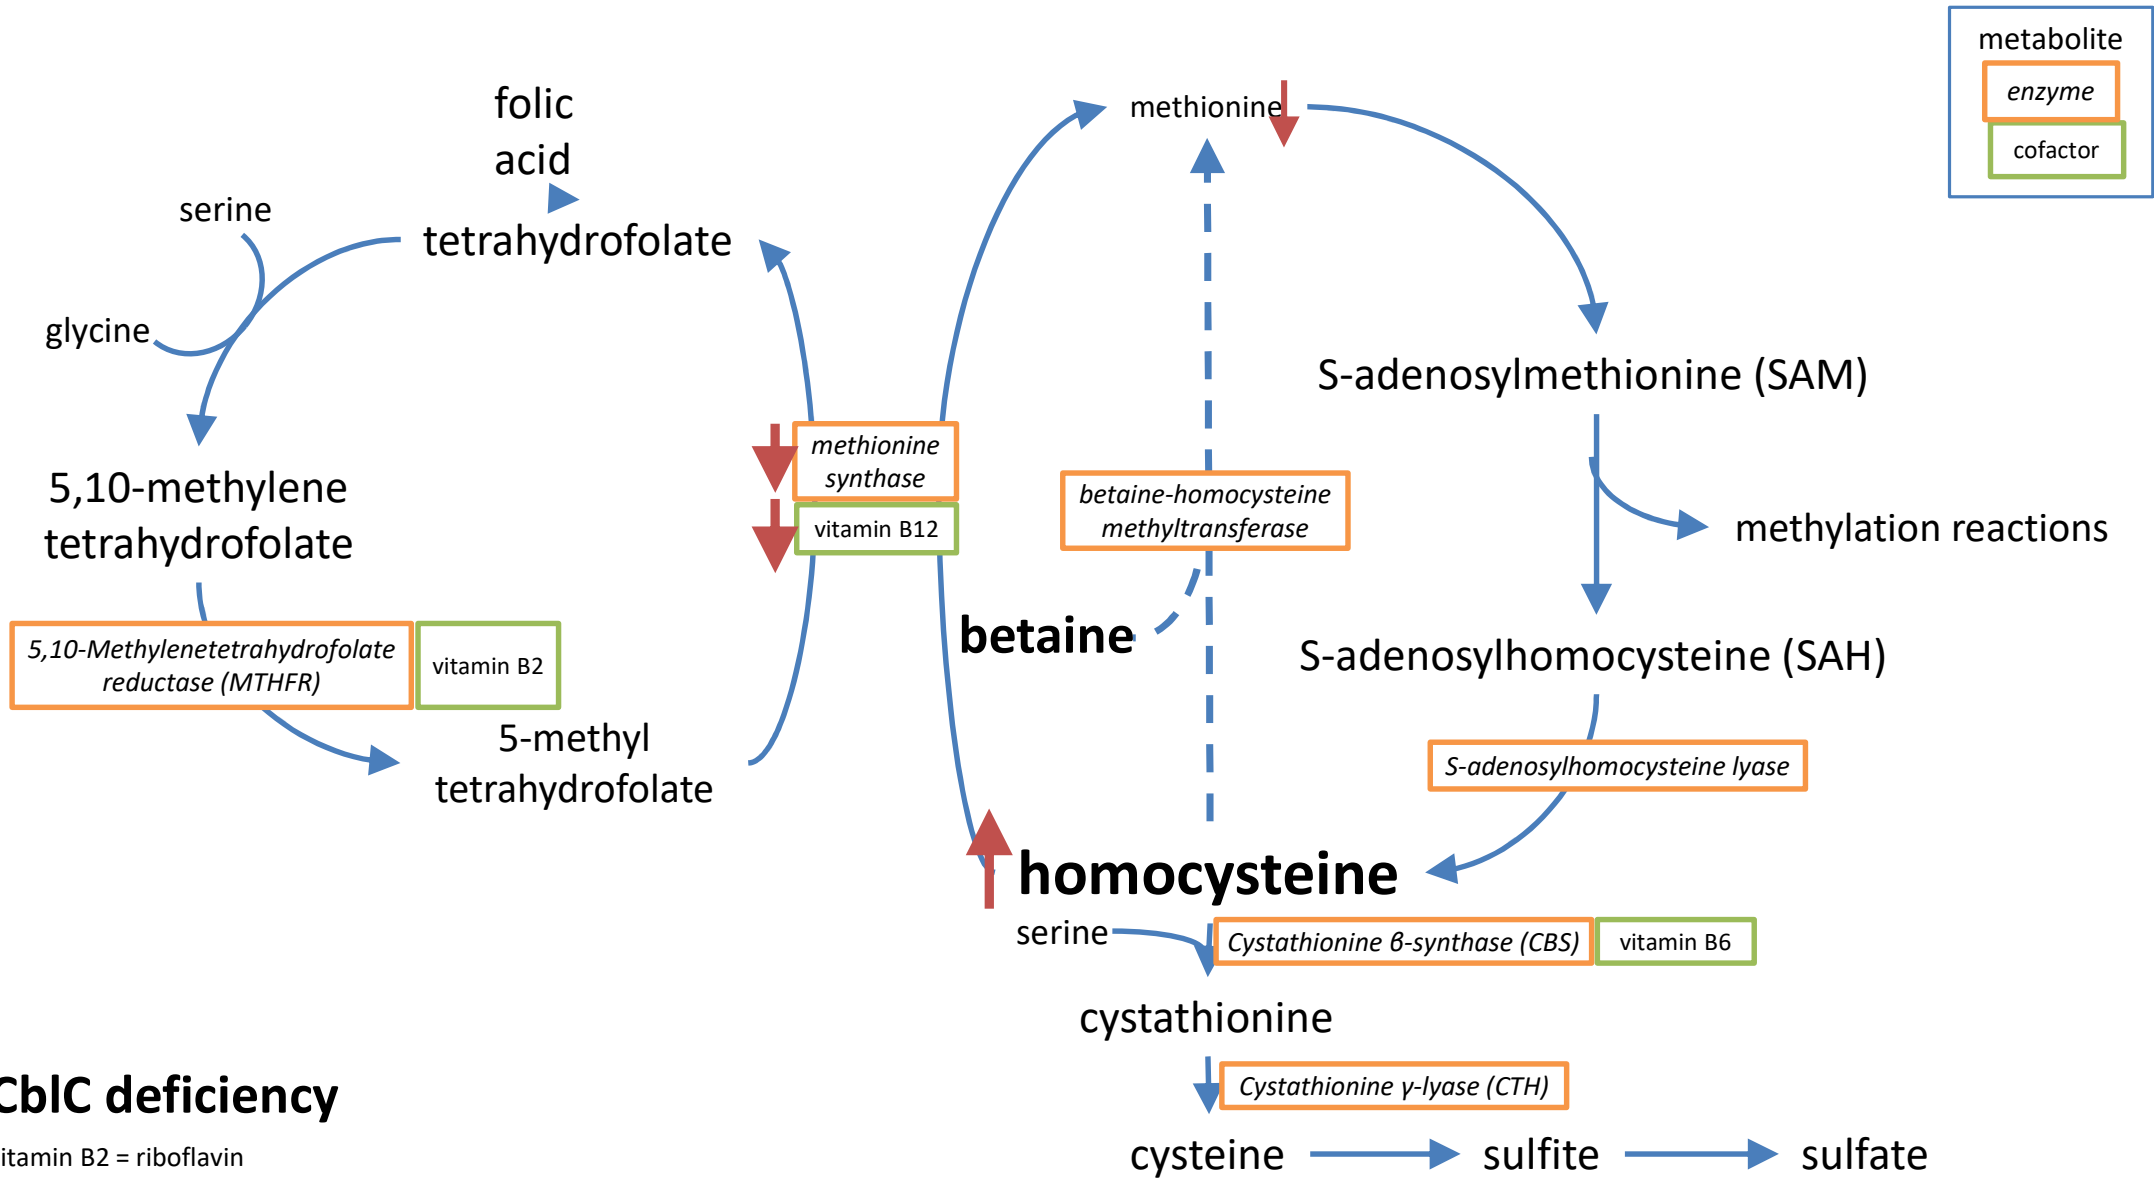 metabolite
enzyme
cofactor
folic
acid
methionine
serine
tetrahydrofolate
glycine
S-adenosylmethionine (SAM)
methionine
synthase
vitamin B12
5,10-methylene
tetrahydrofolate
betaine-homocysteine
methyltransferase
methylation reactions
betaine
5,10-Methylenetetrahydrofolate
reductase (MTHFR)
vitamin B2
S-adenosylhomocysteine (SAH)
5-methyl
tetrahydrofolate
S-adenosylhomocysteine lyase
homocysteine
serine
Cystathionine β-synthase (CBS)
vitamin B6
cystathionine
Cystathionine γ-lyase (CTH)
CblC deficiency
cysteine
sulfite
sulfate
itamin B2 = riboflavin